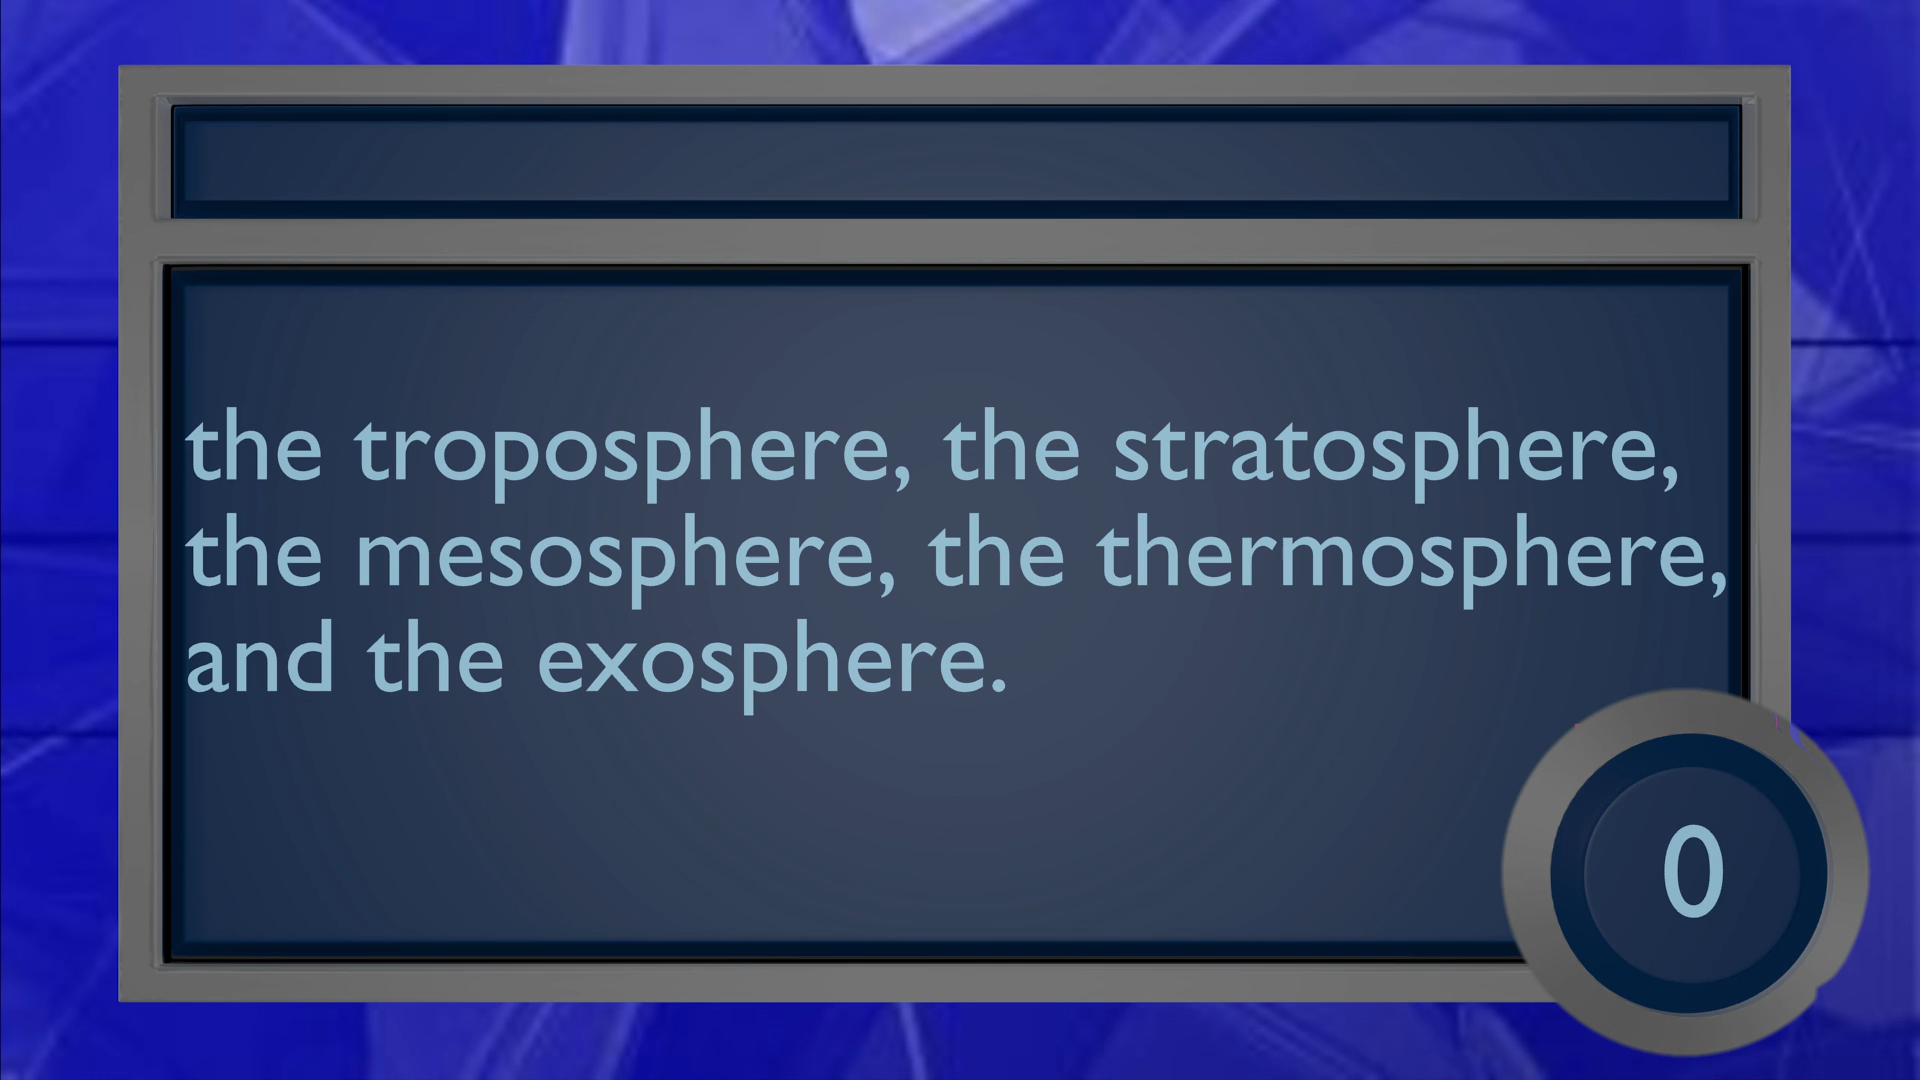 the troposphere, the stratosphere,
the mesosphere, the thermosphere,
and the exosphere.
0